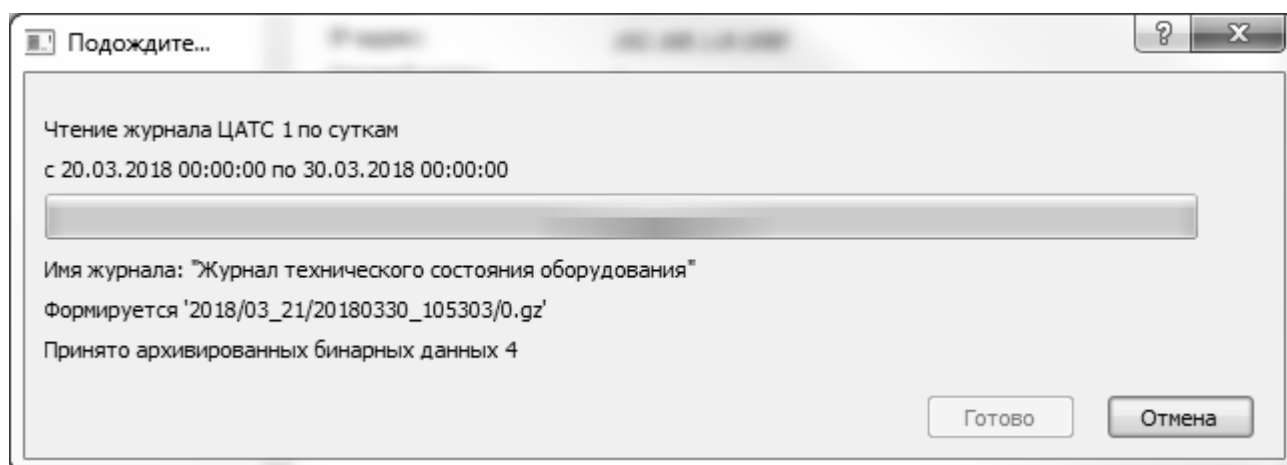 Подождите...
Чтение журнала ЦАТС 1 по суткам
с 20.03.2018 00:00:00 по 30.03.2018 00:00:00
Имя журнала: "Журнал технического состояния оборудования"
Формируется '2018/03_21/20180330_105303/0.gz'
Принято архивированных бинарных данных 4
Готово Отмена